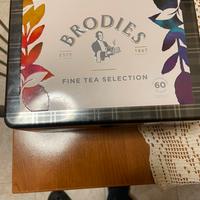 BRODIES
ESTD 1867
FINE TEA SELECTION
60